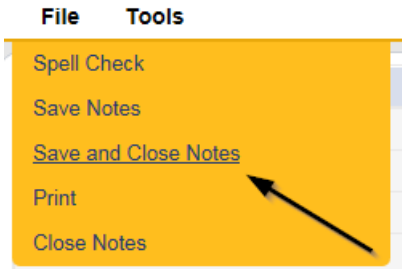 File Tools
Spell Check
Save Notes
Save and Close Notes
Print
Close Notes